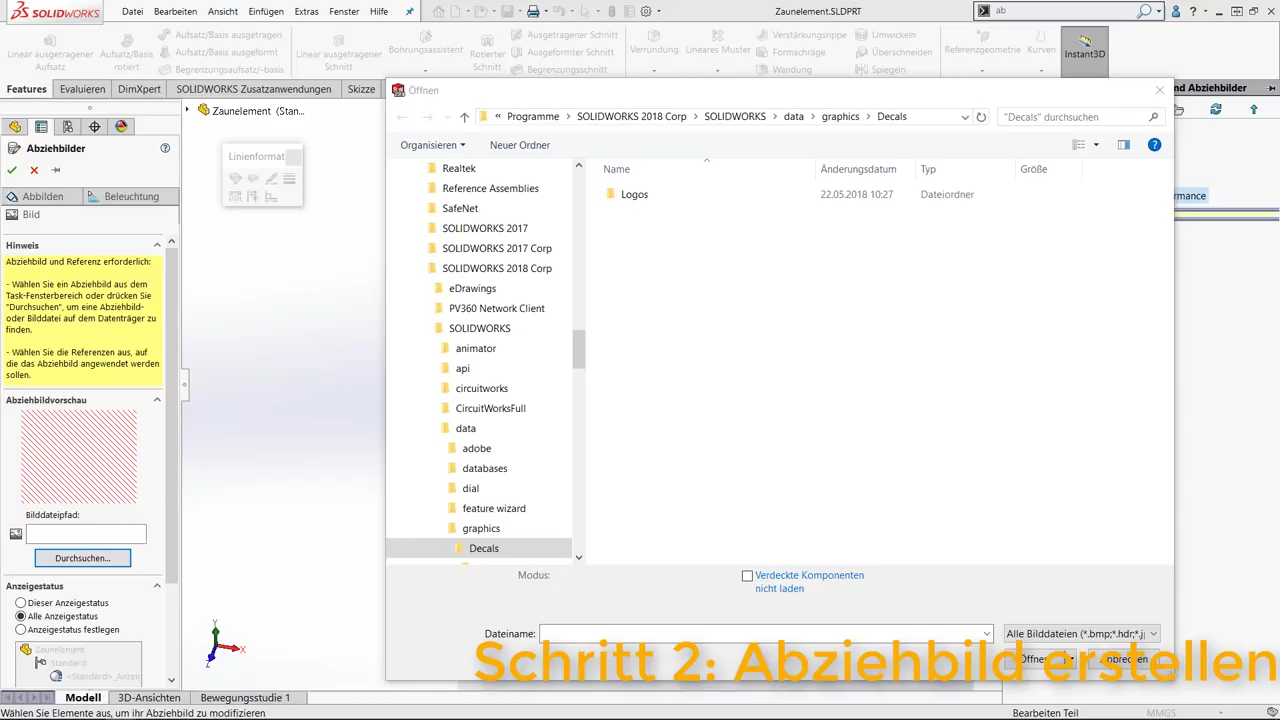 SOLIDWORKS
Datei Bearbeiten Ansicht Einfügen Extras Fenster Hilfe
Zaunelement.SLDPRT
ab
Linear ausgetragener Aufsatz
Aufsatz/Basis rotiert
Aufsatz/Basis ausgetragen
Aufsatz/Basis ausgeformt
Begrenzungsaufsatz/-basis
Linear ausgetragener Schnitt
Bohrungsassistent
Rotierter Schnitt
Ausgetragener Schnitt
Ausgeformter Schnitt
Begrenzungsschnitt
Verrundung
Lineares Muster
Verstärkungsrippe
Formschräge
Wandung
Umwickeln
Überschneiden
Spiegeln
Referenzgeometrie
Kurven
Instant3D
Features Evaluieren DimXpert SOLIDWORKS Zusatzanwendungen Skizze
nd Abziehbilder
Zaunelement (Stan...
Linienformat
Abziehbilder
Abbilden Beleuchtung
Bild
Hinweis
Abziehbild und Referenz erforderlich:
- Wählen Sie ein Abziehbild aus dem
Task-Fensterbereich oder drücken Sie
"Durchsuchen", um eine Abziehbild-
oder Bilddatei auf dem Datenträger zu
finden.
- Wählen Sie die Referenzen aus, auf
die das Abziehbild angewendet werden
sollen.
Abziehbildvorschau
Bilddateipfad:
Durchsuchen...
Anzeigestatus
Dieser Anzeigestatus
Alle Anzeigestatus
Anzeigestatus festlegen
Zaunelement
Standard
<Standard>_Anzei
Öffnen
« Programme > SOLIDWORKS 2018 Corp > SOLIDWORKS > data > graphics > Decals
"Decals" durchsuchen
Organisieren Neuer Ordner
Name Änderungsdatum Typ Größe
Logos 22.05.2018 10:27 Dateiordner
Realtek
Reference Assemblies
SafeNet
SOLIDWORKS 2017
SOLIDWORKS 2017 Corp
SOLIDWORKS 2018 Corp
eDrawings
PV360 Network Client
SOLIDWORKS
animator
api
circuitworks
CircuitWorksFull
data
adobe
databases
dial
feature wizard
graphics
Decals
rmance
Modus:
Verdeckte Komponenten
nicht laden
Dateiname:
Alle Bilddateien (*.bmp;*.hdr;*.j
Öffnen Abbrechen
Schritt 2: Abziehbild erstellen
X
Y
Z
Modell 3D-Ansichten Bewegungsstudie 1
Wählen Sie Elemente aus, um ihr Abziehbild zu modifizieren
Bearbeiten Teil
MMGS